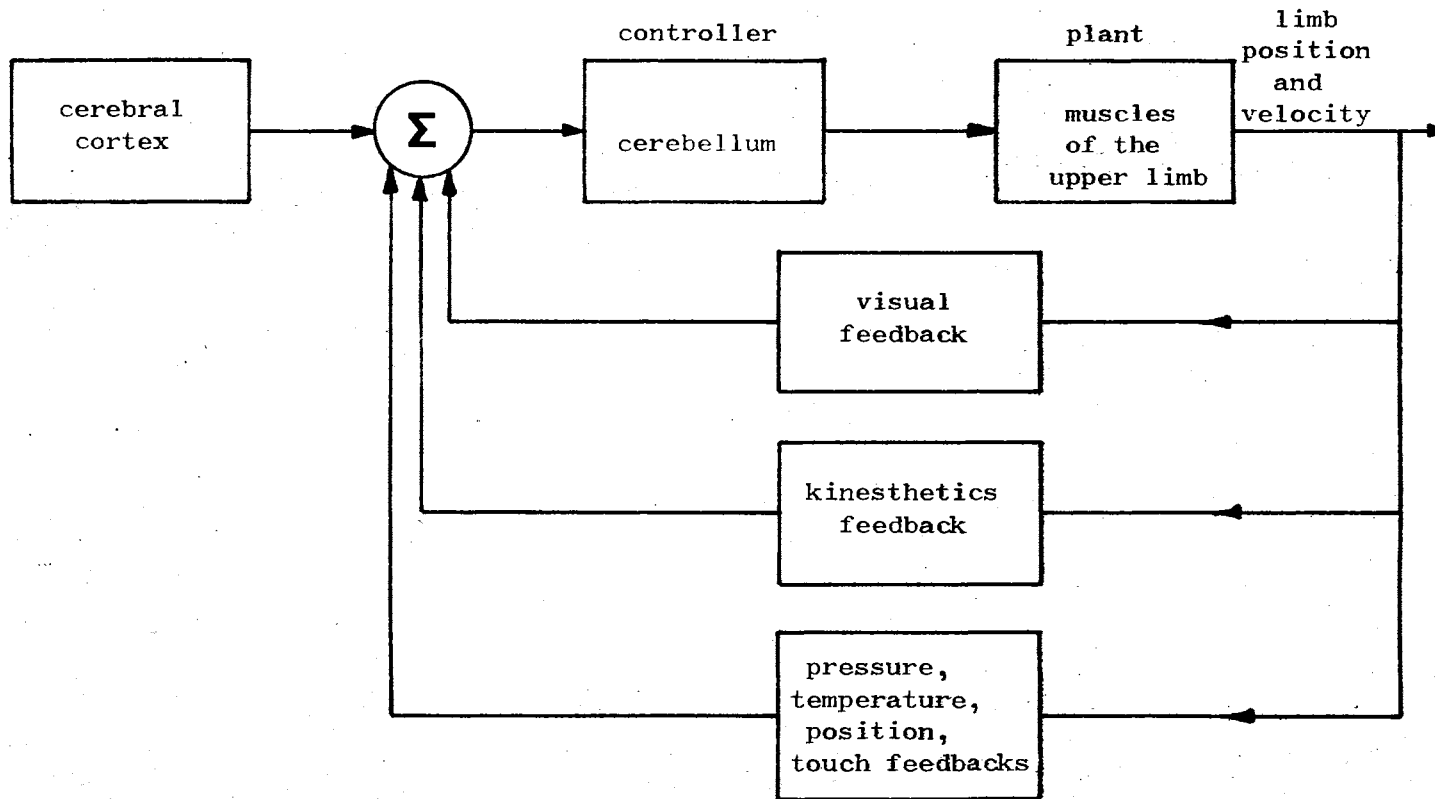 controller
plant
limb
position
and
velocity
cerebral
cortex
Σ
cerebellum
muscles
of the
upper limb
visual
feedback
kinesthetics
feedback
pressure,
temperature,
position,
touch feedbacks